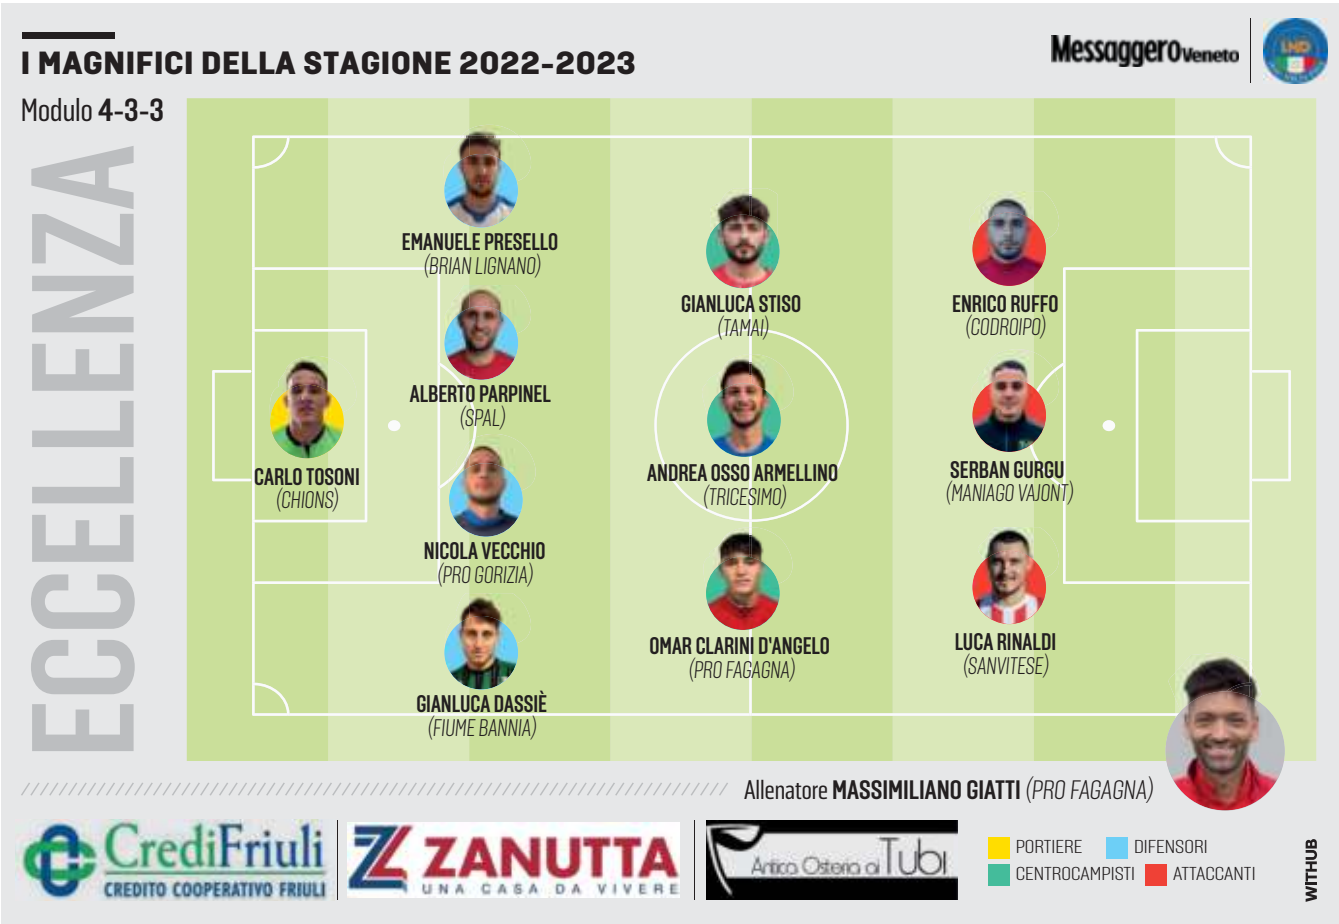 I MAGNIFICI DELLA STAGIONE 2022-2023
Messaggero Veneto
LND
Modulo 4-3-3
ECCELLENZA
EMANUELE PRESELLO
(BRIAN LIGNANO)
GIANLUCA STISO
(TAMAI)
ENRICO RUFFO
(CODROIPO)
ALBERTO PARPINEL
(SPAL)
CARLO TOSONI
(CHIONS)
ANDREA OSSO ARMELLINO
(TRICESIMO)
SERBAN GURGU
(MANIAGO VAJONT)
NICOLA VECCHIO
(PRO GORIZIA)
OMAR CLARINI D'ANGELO
(PRO FAGAGNA)
LUCA RINALDI
(SANVITESE)
GIANLUCA DASSIÈ
(FIUME BANNIA)
Allenatore MASSIMILIANO GIATTI (PRO FAGAGNA)
CrediFriuli
CREDITO COOPERATIVO FRIULI
ZANUTTA
UNA CASA DA VIVERE
Antica Osteria ai Tubi
PORTIERE
DIFENSORI
CENTROCAMPISTI
ATTACCANTI
WITHUB